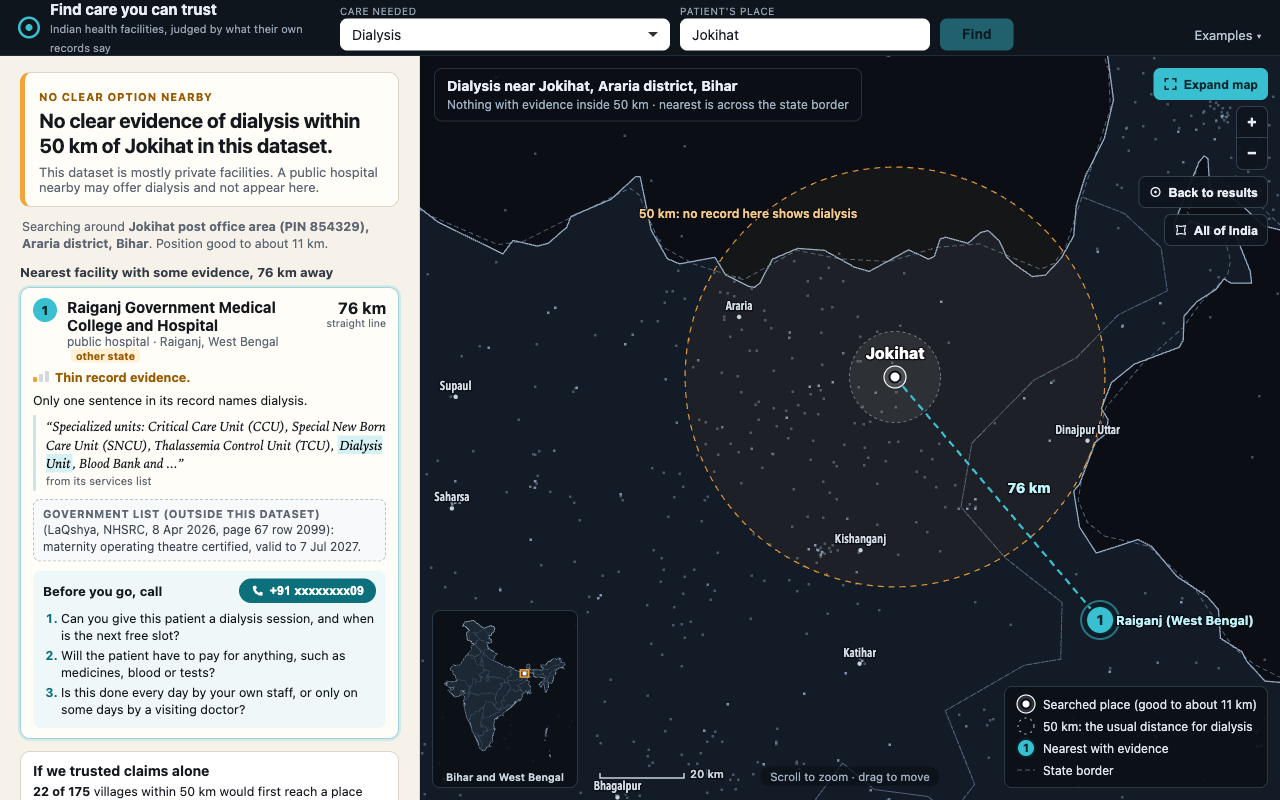 Find care you can trust
Indian health facilities, judged by what their own
records say
CARE NEEDED
Dialysis
PATIENT'S PLACE
Jokihat
Find
Examples ▾
NO CLEAR OPTION NEARBY
No clear evidence of dialysis within
50 km of Jokihat in this dataset.
This dataset is mostly private facilities. A public hospital
nearby may offer dialysis and not appear here.
Searching around Jokihat post office area (PIN 854329),
Araria district, Bihar. Position good to about 11 km.
Nearest facility with some evidence, 76 km away
1
Raiganj Government Medical
College and Hospital
76 km
straight line
public hospital · Raiganj, West Bengal
other state
Thin record evidence.
Only one sentence in its record names dialysis.
“Specialized units: Critical Care Unit (CCU), Special New Born
Care Unit (SNCU), Thalassemia Control Unit (TCU), Dialysis
Unit, Blood Bank and ...”
from its services list
GOVERNMENT LIST (OUTSIDE THIS DATASET)
(LaQshya, NHSRC, 8 Apr 2026, page 67 row 2099):
maternity operating theatre certified, valid to 7 Jul 2027.
Before you go, call
+91 xxxxxxxx09
1. Can you give this patient a dialysis session, and when
is the next free slot?
2. Will the patient have to pay for anything, such as
medicines, blood or tests?
3. Is this done every day by your own staff, or only on
some days by a visiting doctor?
If we trusted claims alone
22 of 175 villages within 50 km would first reach a place
Dialysis near Jokihat, Araria district, Bihar
Nothing with evidence inside 50 km · nearest is across the state border
Expand map
+
−
Back to results
All of India
50 km: no record here shows dialysis
Araria
Jokihat
Supaul
Dinajpur Uttar
76 km
Saharsa
Kishanganj
1
Raiganj (West Bengal)
Katihar
Bihar and West Bengal
20 km
Bhagalpur
Scroll to zoom · drag to move
Searched place (good to about 11 km)
50 km: the usual distance for dialysis
1
Nearest with evidence
State border